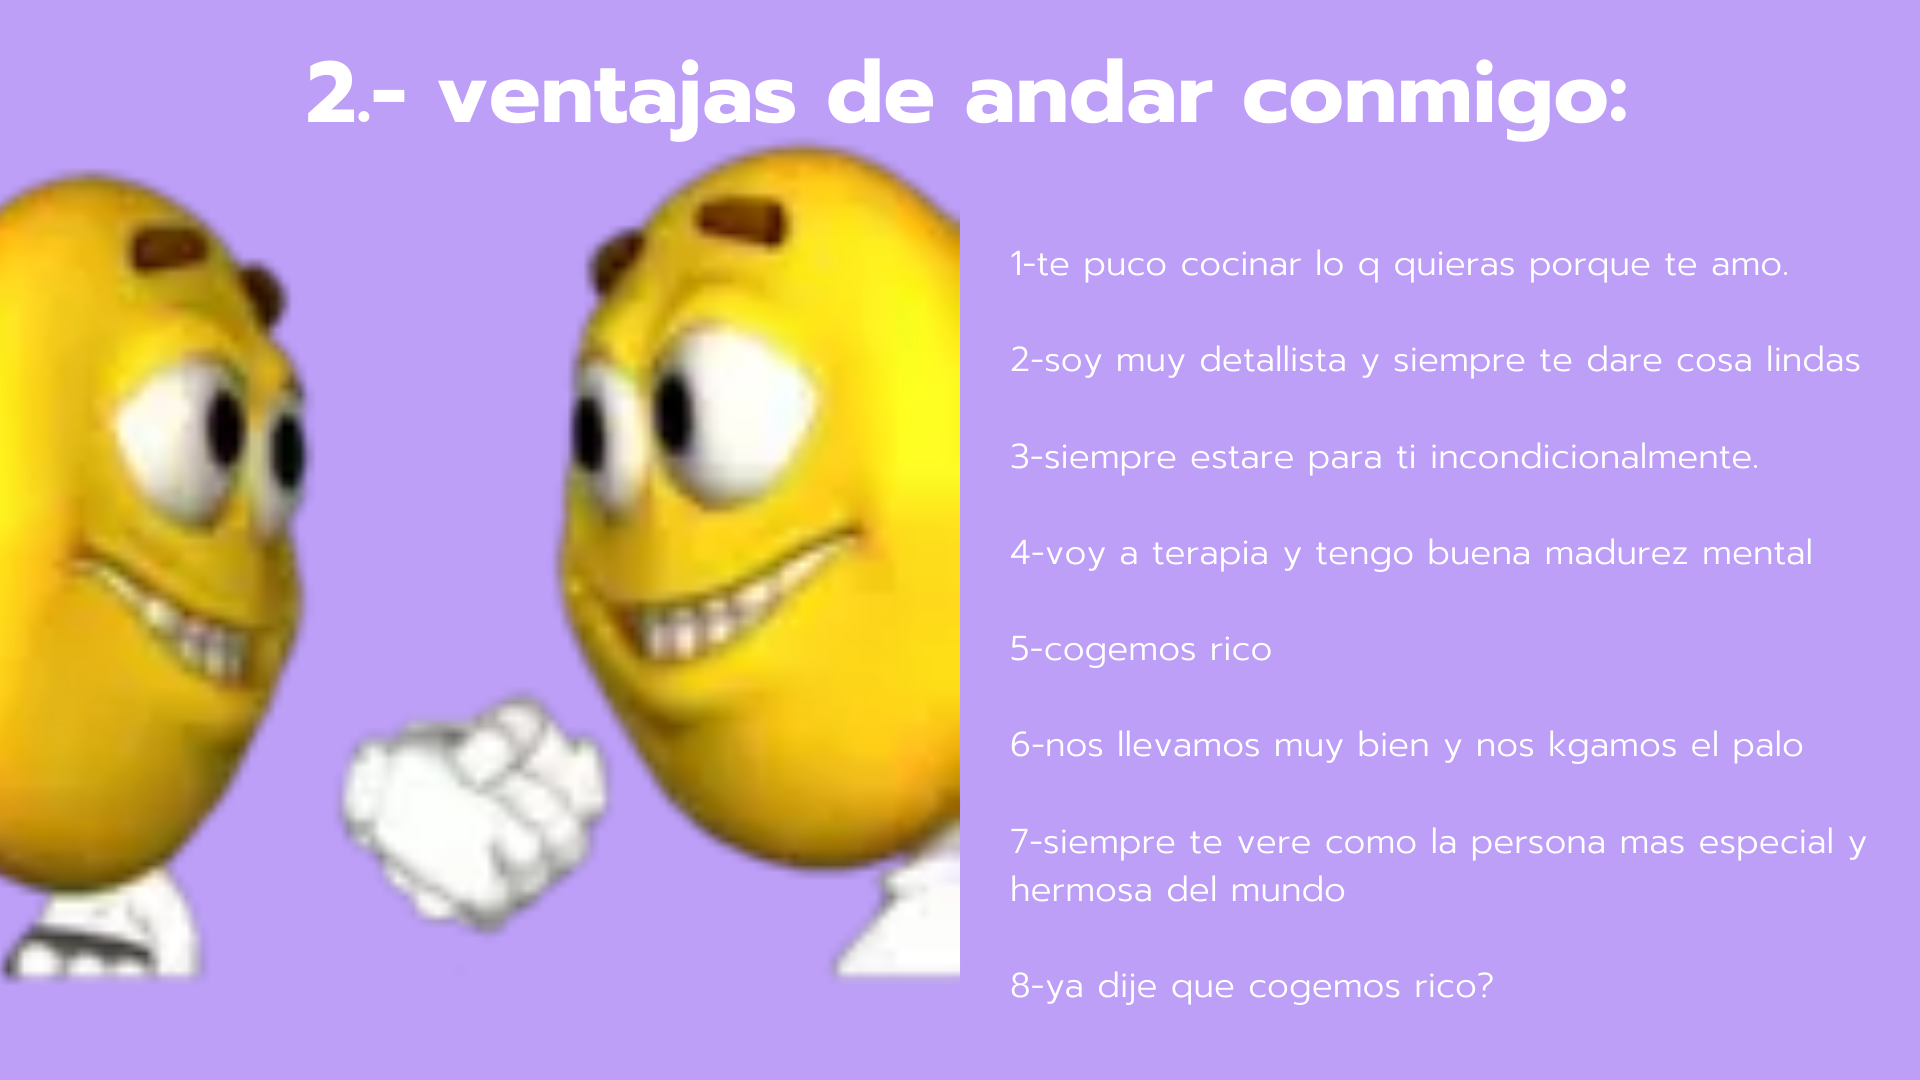 2.- ventajas de andar conmigo:
1-te puco cocinar lo q quieras porque te amo.
2-soy muy detallista y siempre te dare cosa lindas
3-siempre estare para ti incondicionalmente.
4-voy a terapia y tengo buena madurez mental
5-cogemos rico
6-nos llevamos muy bien y nos kgamos el palo
7-siempre te vere como la persona mas especial y
hermosa del mundo
8-ya dije que cogemos rico?